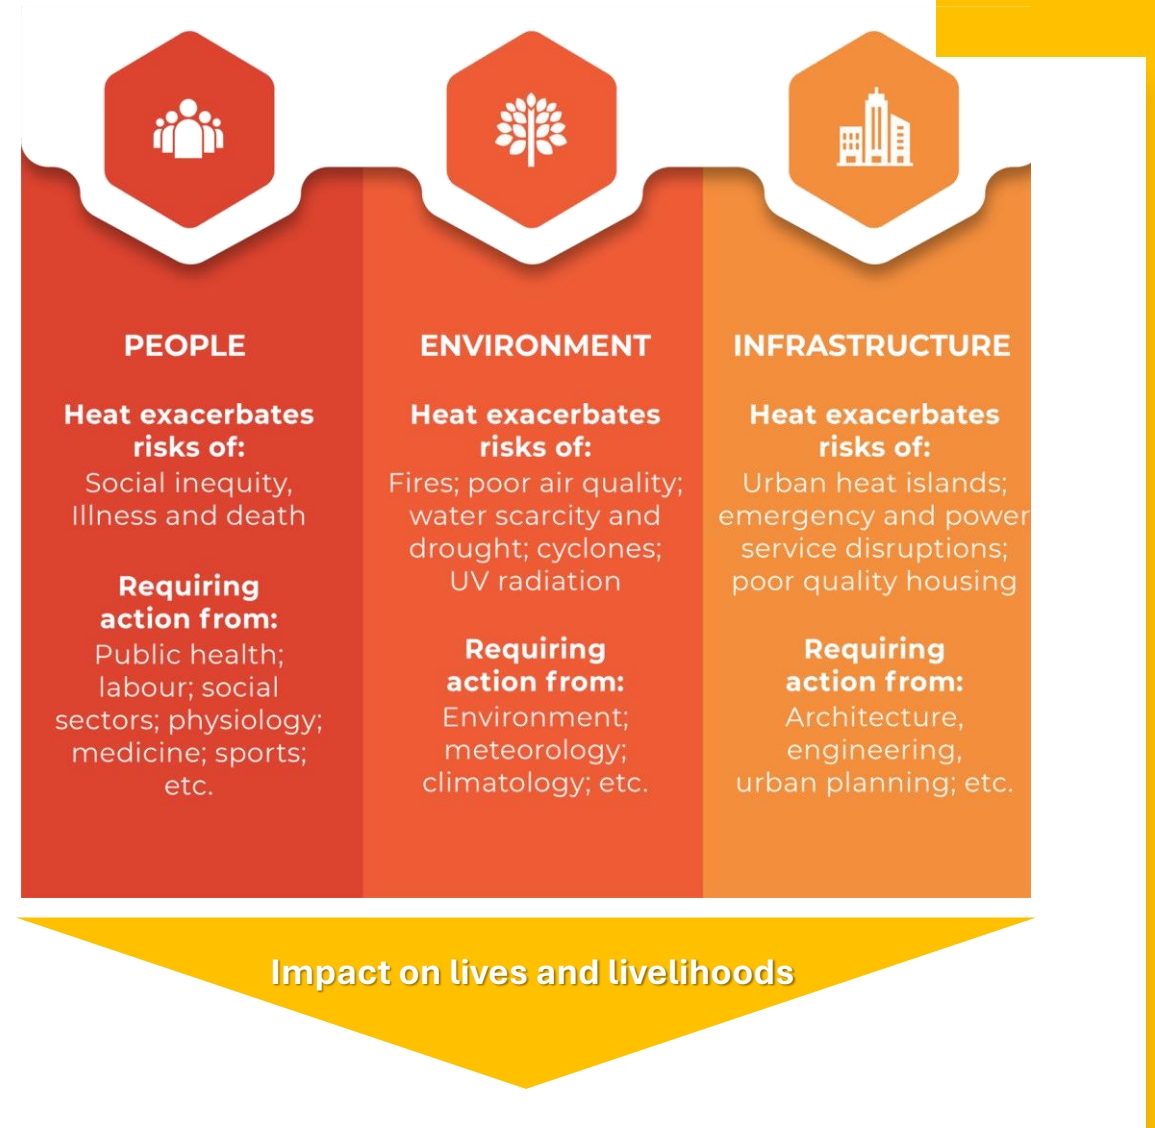 PEOPLE
Heat exacerbates
risks of:
Social inequity,
Illness and death
Requiring
action from:
Public health;
labour; social
sectors; physiology;
medicine; sports;
etc.
ENVIRONMENT
Heat exacerbates
risks of:
Fires; poor air quality;
water scarcity and
drought; cyclones;
UV radiation
Requiring
action from:
Environment;
meteorology;
climatology; etc.
INFRASTRUCTURE
Heat exacerbates
risks of:
Urban heat islands;
emergency and power
service disruptions;
poor quality housing
Requiring
action from:
Architecture,
engineering,
urban planning; etc.
Impact on lives and livelihoods